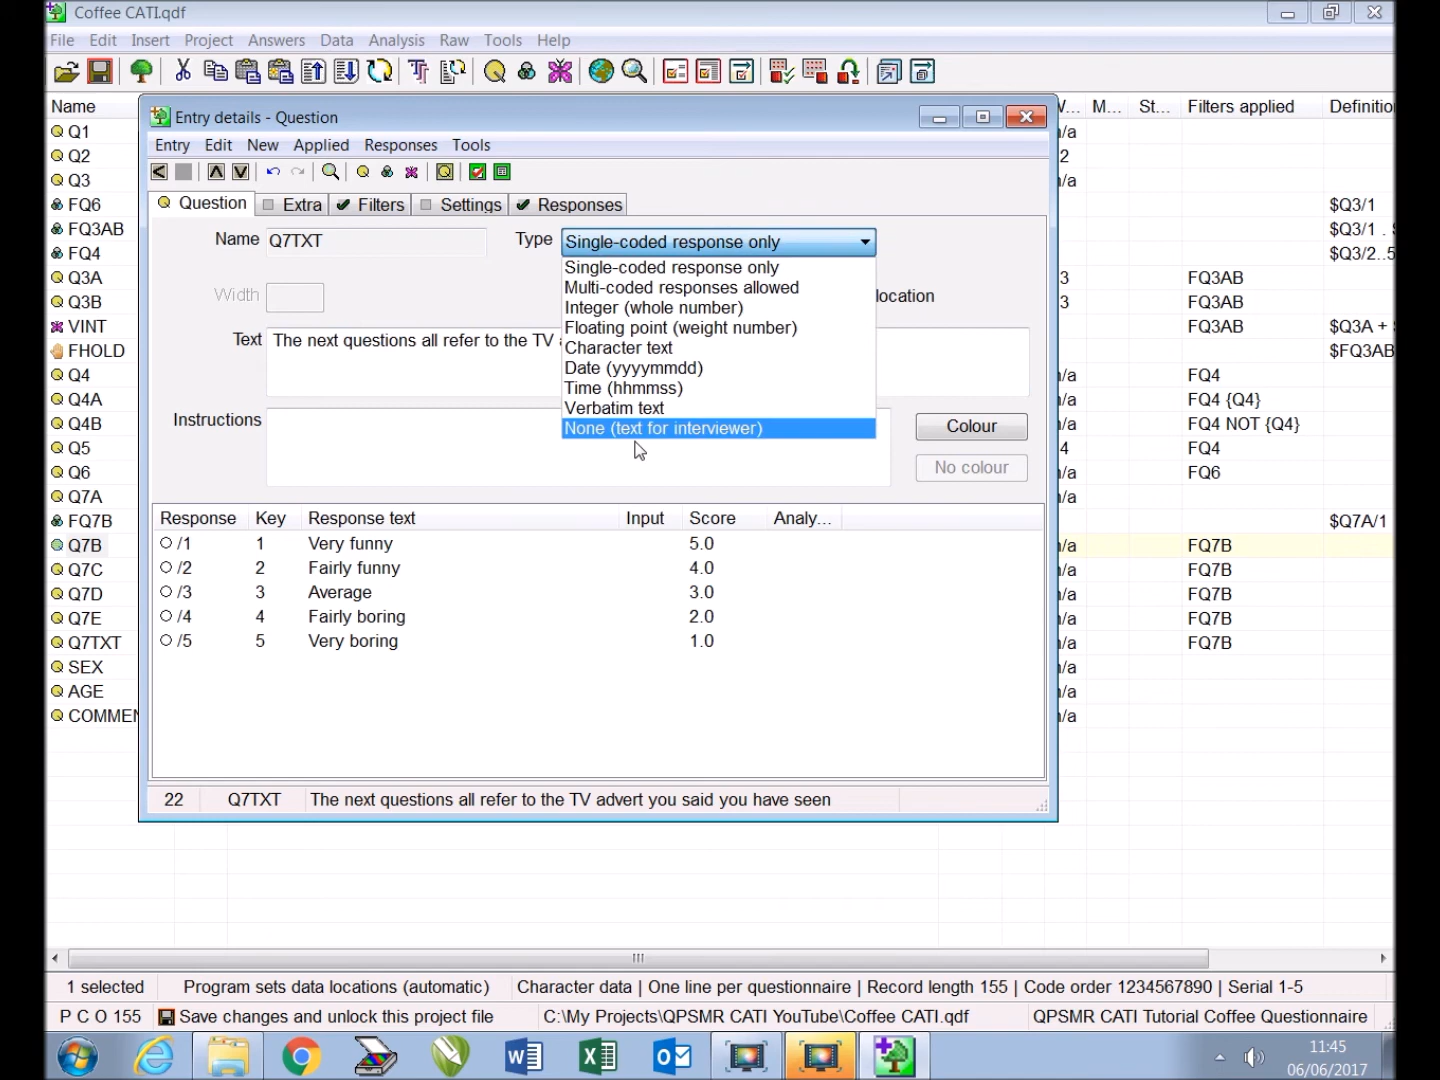 Coffee CATI.qdf
File Edit Insert Project Answers Data Analysis Raw Tools Help
Name V... M... St... Filters applied Definition
Entry details - Question
Entry Edit New Applied Responses Tools
Question Extra Filters Settings Responses
Name Q7TXT Type Single-coded response only
Single-coded response only
Multi-coded responses allowed
Width location
Integer (whole number)
Floating point (weight number)
Text The next questions all refer to the TV
Character text
Date (yyyymmdd)
Time (hhmmss)
Verbatim text
Instructions
None (text for interviewer)
Colour
No colour
Response Key Response text Input Score Analy...
/1 1 Very funny 5.0
/2 2 Fairly funny 4.0
/3 3 Average 3.0
/4 4 Fairly boring 2.0
/5 5 Very boring 1.0
22 Q7TXT The next questions all refer to the TV advert you said you have seen
Q1 n/a
Q2 2
Q3 n/a
FQ6 $Q3/1
FQ3AB $Q3/1 .
FQ4 $Q3/2..5
Q3A 3 FQ3AB
Q3B 3 FQ3AB
VINT FQ3AB $Q3A +
FHOLD $FQ3AB
Q4 n/a FQ4
Q4A n/a FQ4 {Q4}
Q4B n/a FQ4 NOT {Q4}
Q5 4 FQ4
Q6 n/a FQ6
Q7A n/a
FQ7B $Q7A/1
Q7B n/a FQ7B
Q7C n/a FQ7B
Q7D n/a FQ7B
Q7E n/a FQ7B
Q7TXT n/a FQ7B
SEX n/a
AGE n/a
COMMEN n/a
1 selected Program sets data locations (automatic) Character data | One line per questionnaire | Record length 155 | Code order 1234567890 | Serial 1-5
P C O 155 Save changes and unlock this project file C:\My Projects\QPSMR CATI YouTube\Coffee CATI.qdf QPSMR CATI Tutorial Coffee Questionnaire
11:45
06/06/2017